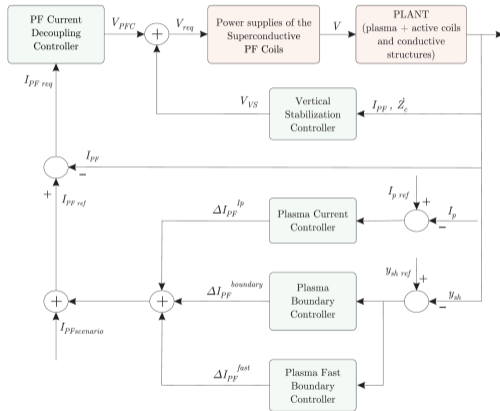 PF Current
Decoupling
Controller
V_PFC
+
V_req
Power supplies of the
Superconductive
PF Coils
V
PLANT
(plasma + active coils
and conductive
structures)
I_PF req
V_VS
Vertical
Stabilization
Controller
I_PF , Ż_c
I_PF
−
+
I_PF ref
I_p ref
+
ΔI_PF^Ip
Plasma Current
Controller
I_p
−
y_sh ref
+
ΔI_PF^boundary
Plasma
Boundary
Controller
y_sh
−
+
+
I_PFscenario
ΔI_PF^fast
Plasma Fast
Boundary
Controller